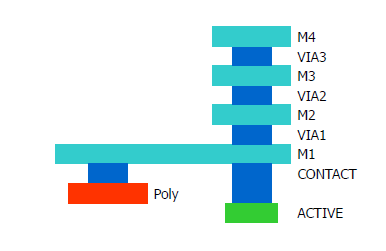 M4
VIA3
M3
VIA2
M2
VIA1
M1
CONTACT
Poly
ACTIVE